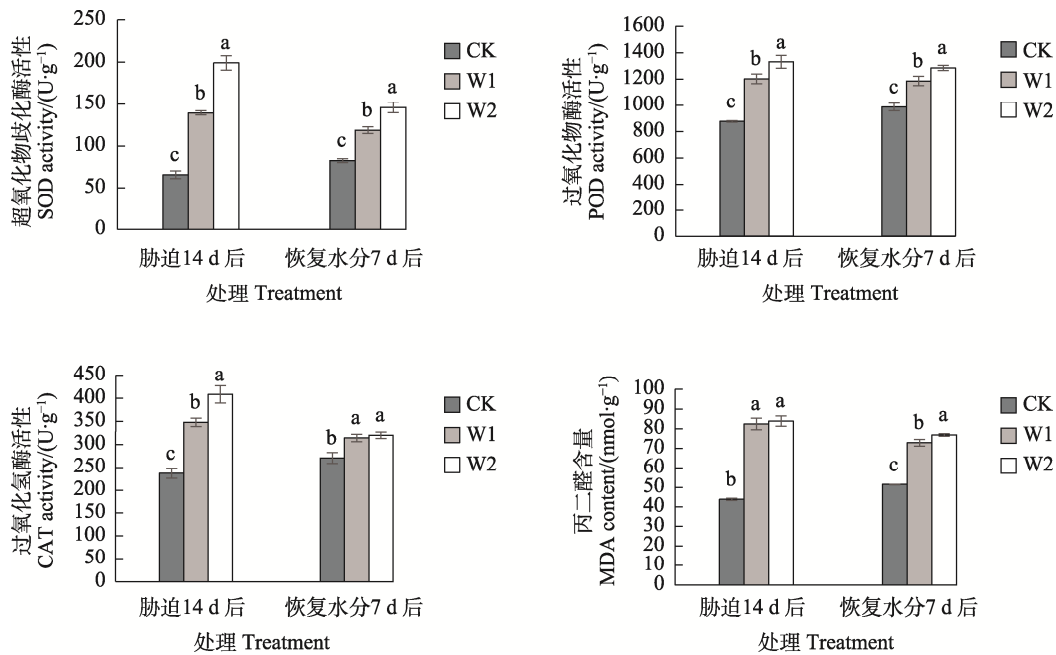 超氧化物歧化酶活性
SOD activity/(U·g⁻¹)
250
200
150
100
50
0
c
b
a
c
b
a
CK
W1
W2
胁迫14 d 后
恢复水分7 d 后
处理 Treatment
过氧化物酶活性
POD activity/(U·g⁻¹)
1600
1400
1200
1000
800
600
400
200
0
c
b
a
c
b
a
CK
W1
W2
胁迫14 d 后
恢复水分7 d 后
处理 Treatment
过氧化氢酶活性
CAT activity/(U·g⁻¹)
450
400
350
300
250
200
150
100
50
0
c
b
a
b
a
a
CK
W1
W2
胁迫14 d 后
恢复水分7 d 后
处理 Treatment
丙二醛含量
MDA content/(nmol·g⁻¹)
100
90
80
70
60
50
40
30
20
10
0
b
a
a
c
b
a
CK
W1
W2
胁迫14 d 后
恢复水分7 d 后
处理 Treatment